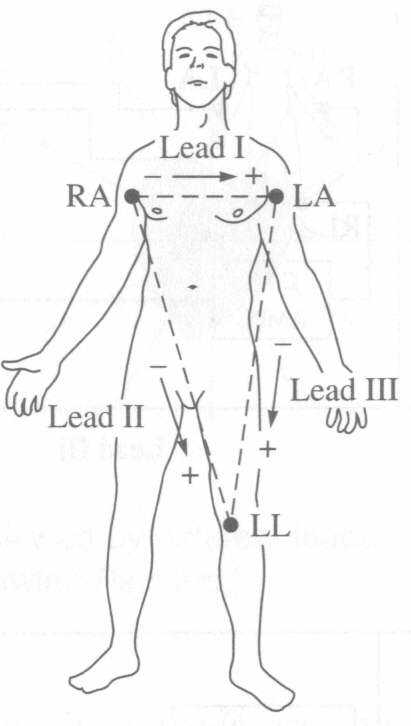 Lead I
− +
RA LA
−
−
Lead III
Lead II
+
+
LL